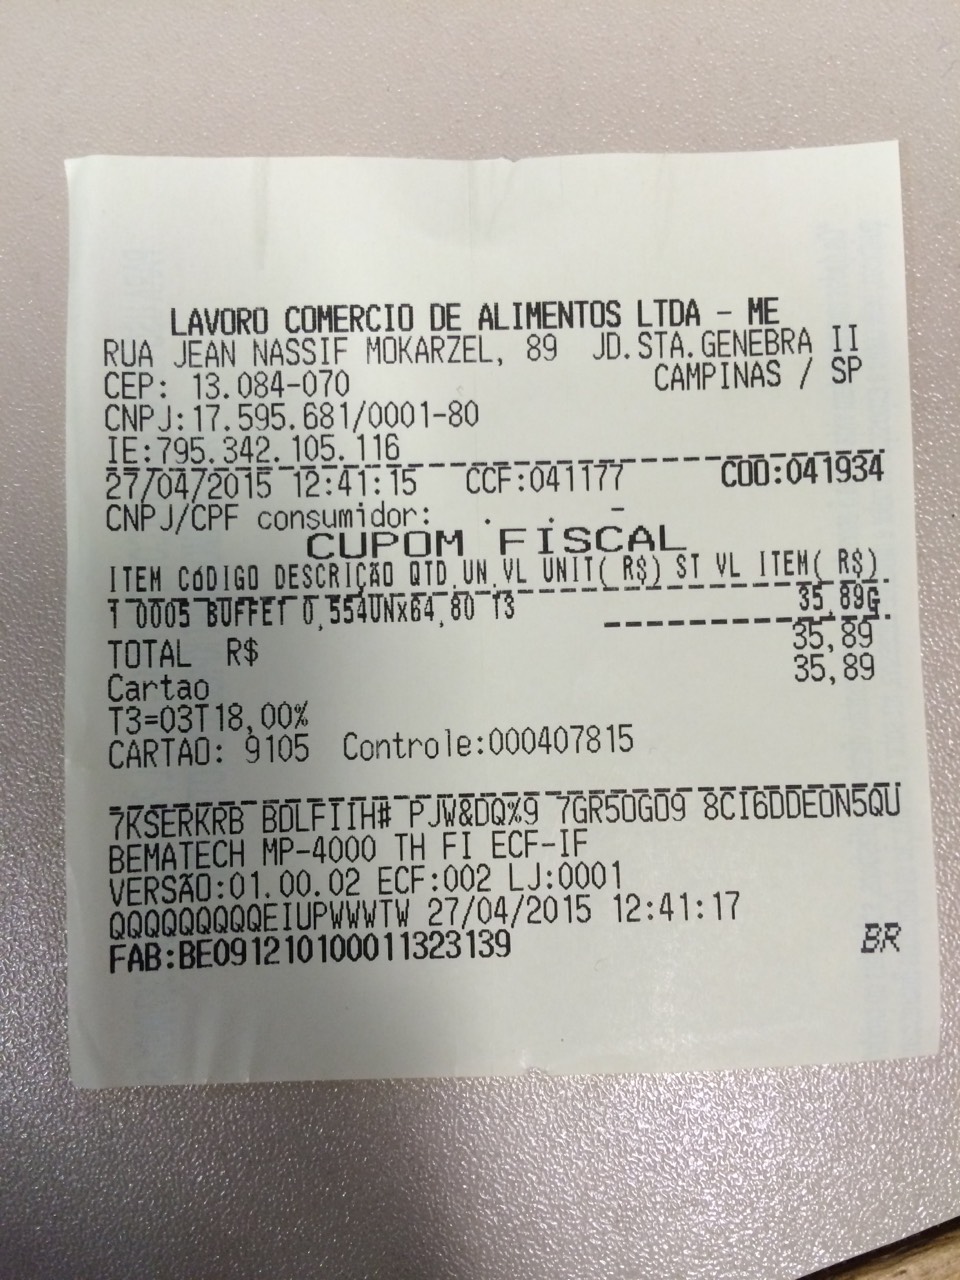 LAVORO COMERCIO DE ALIMENTOS LTDA - ME
RUA JEAN NASSIF MOKARZEL, 89 JD.STA.GENEBRA II
CEP: 13.084-070 CAMPINAS / SP
CNPJ:17.595.681/0001-80
IE:795.342.105.116
27/04/2015 12:41:15 CCF:041177 COO:041934
CNPJ/CPF consumidor: . . -
CUPOM FISCAL
ITEM CÓDIGO DESCRIÇÃO QTD.UN.VL UNIT( R$) ST VL ITEM( R$)
1 0005 BUFFET 0,554UNx64,80 T3 35,89G
TOTAL R$ 35,89
Cartao 35,89
T3=03T18,00%
CARTAO: 9105 Controle:000407815
7KSERKRB BDLFIIH# PJW&DQ%9 7GR50G09 8CI6DDEON5QU
BEMATECH MP-4000 TH FI ECF-IF
VERSÃO:01.00.02 ECF:002 LJ:0001
QQQQQQQQQEIUPWWWTW 27/04/2015 12:41:17
FAB:BE091210100011323139 BR